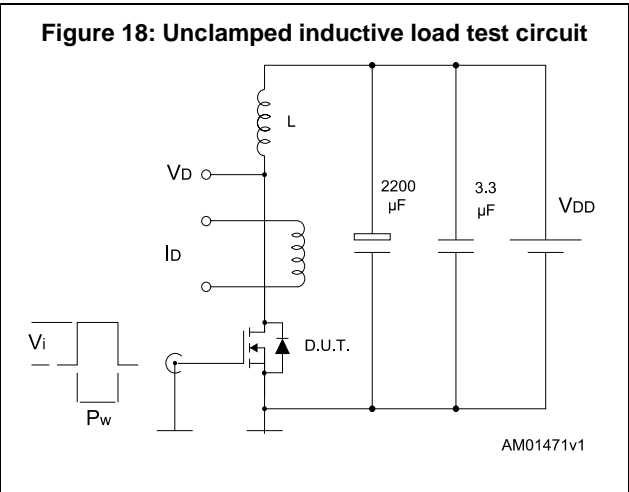 Figure 18: Unclamped inductive load test circuit
L
VD
2200
µF
3.3
µF
VDD
ID
Vi
D.U.T.
Pw
AM01471v1